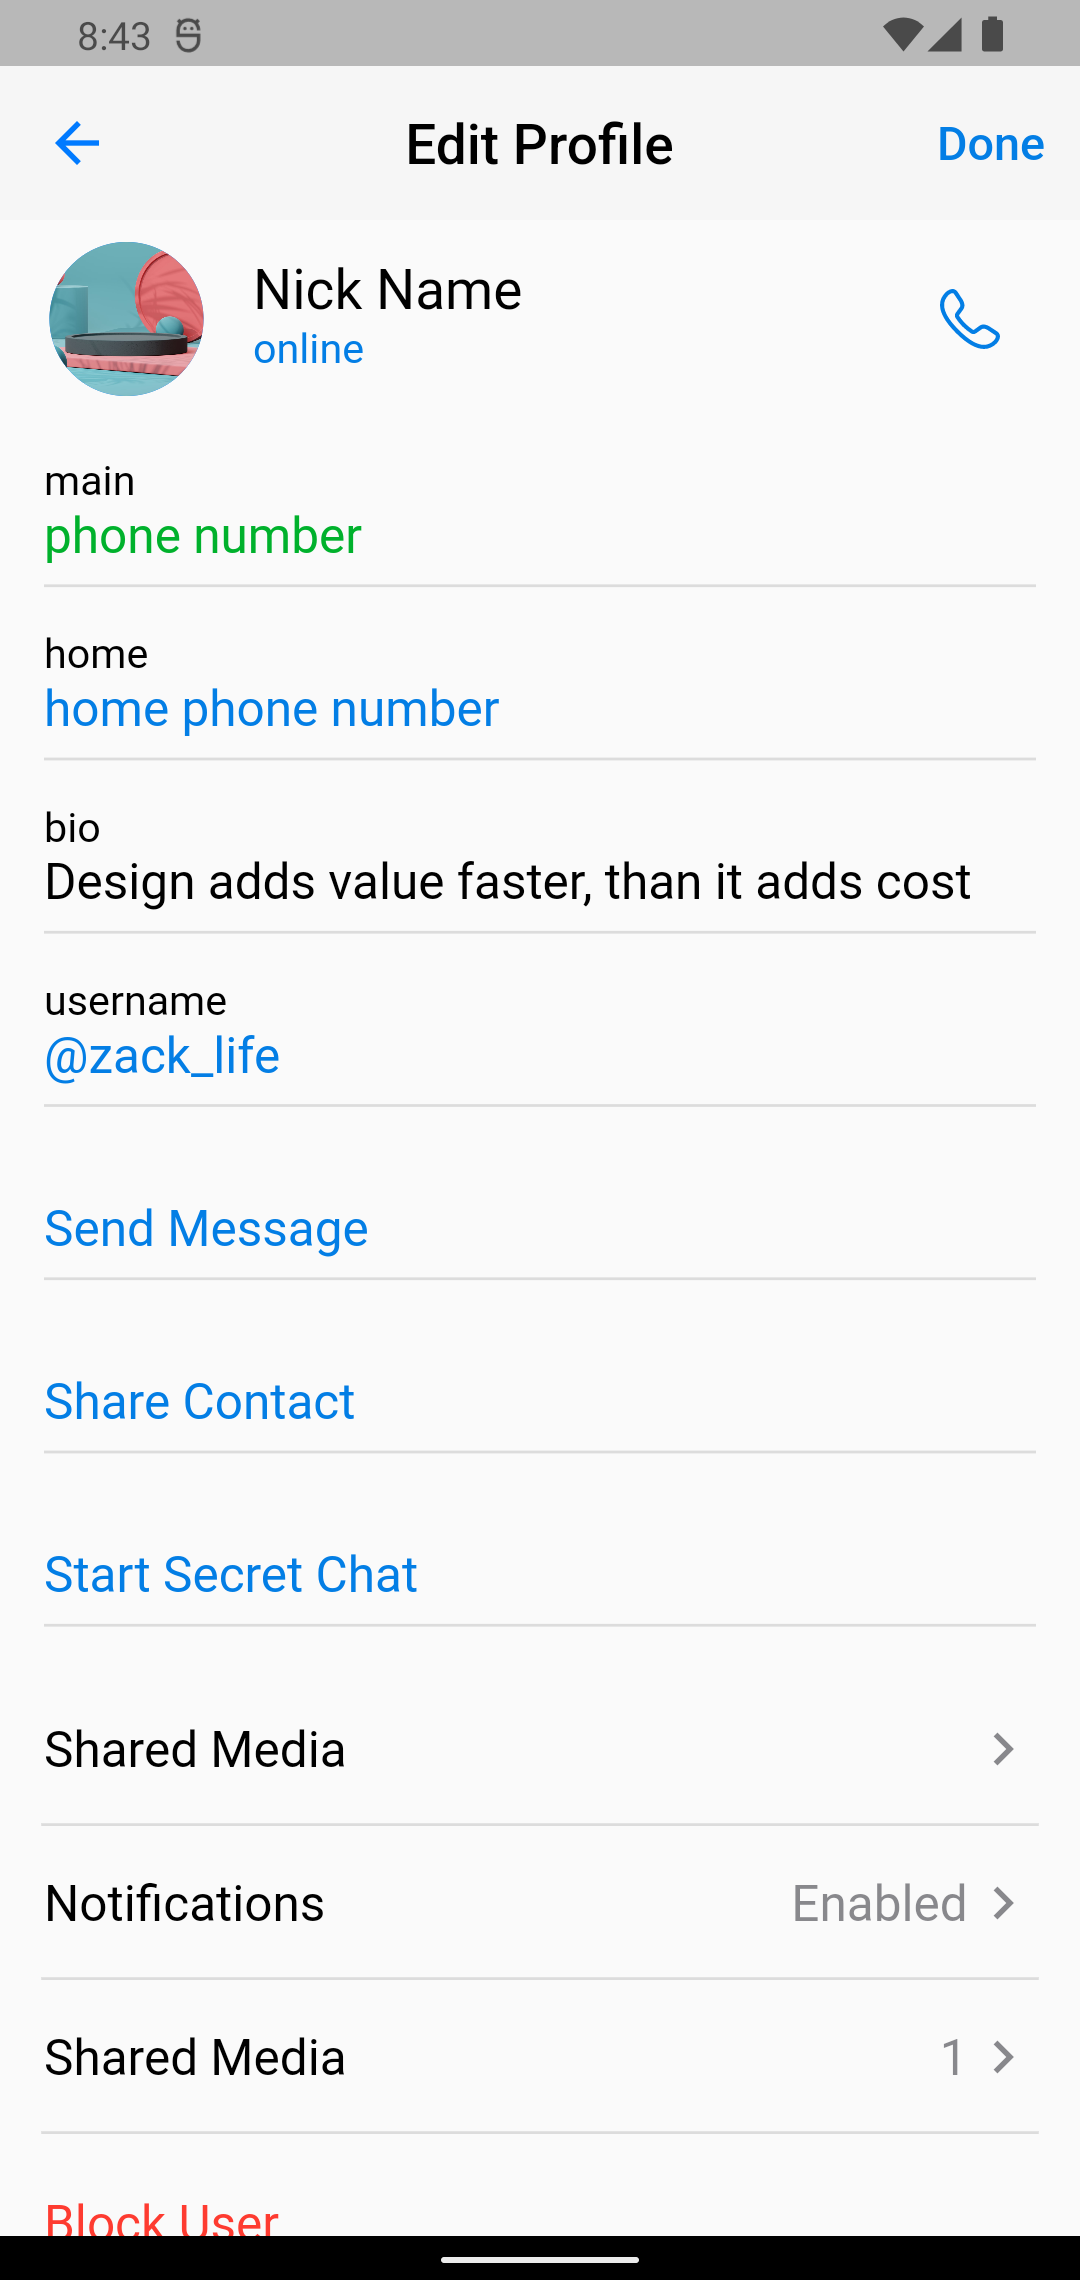 8:43
Edit Profile
Done
Nick Name
online
main
phone number
home
home phone number
bio
Design adds value faster, than it adds cost
username
@zack_life
Send Message
Share Contact
Start Secret Chat
Shared Media
Notifications Enabled
Shared Media 1
Block User